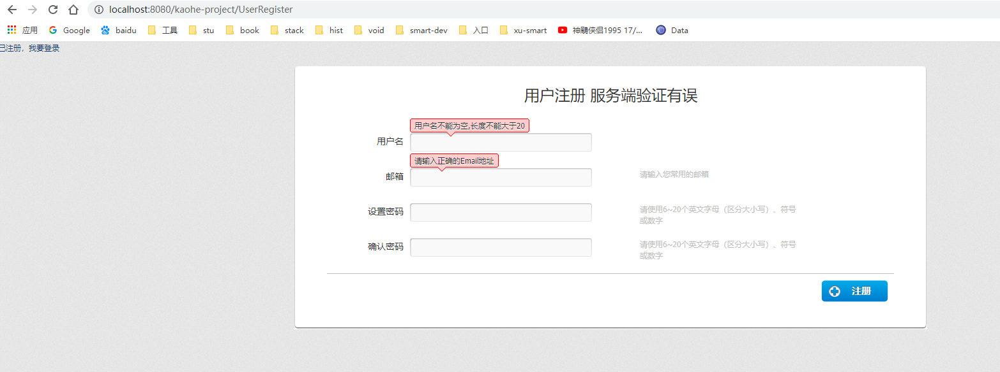 localhost:8080/kaohe-project/UserRegister
应用 Google baidu 工具 stu book stack hist void smart-dev 入口 xu-smart 神鵰侠侣1995 17/... Data
已注册，我要登录
用户注册 服务端验证有误
用户名不能为空,长度不能大于20
用户名
请输入正确的Email地址
邮箱 请输入您常用的邮箱
设置密码 请使用6~20个英文字母（区分大小写）、符号
或数字
确认密码 请使用6~20个英文字母（区分大小写）、符号
或数字
注册